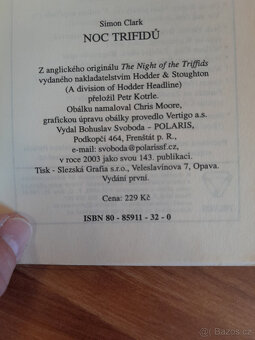 Simon Clark
NOC TRIFIDŮ
Z anglického originálu The Night of the Triffids
vydaného nakladatelstvím Hodder & Stoughton
(A division of Hodder Headline)
přeložil Petr Kotrle.
Obálku namaloval Chris Moore,
grafickou úpravu obálky provedlo Vertigo a.s.
Vydal Bohuslav Svoboda - POLARIS,
Podkopčí 464, Frenštát p. R.,
e-mail: svoboda@polarissf.cz,
v roce 2003 jako svou 143. publikaci.
Tisk - Slezská Grafia s.r.o., Veleslavínova 7, Opava.
Vydání první.
Cena: 229 Kč
ISBN 80 - 85911 - 32 - 0
bazos.cz